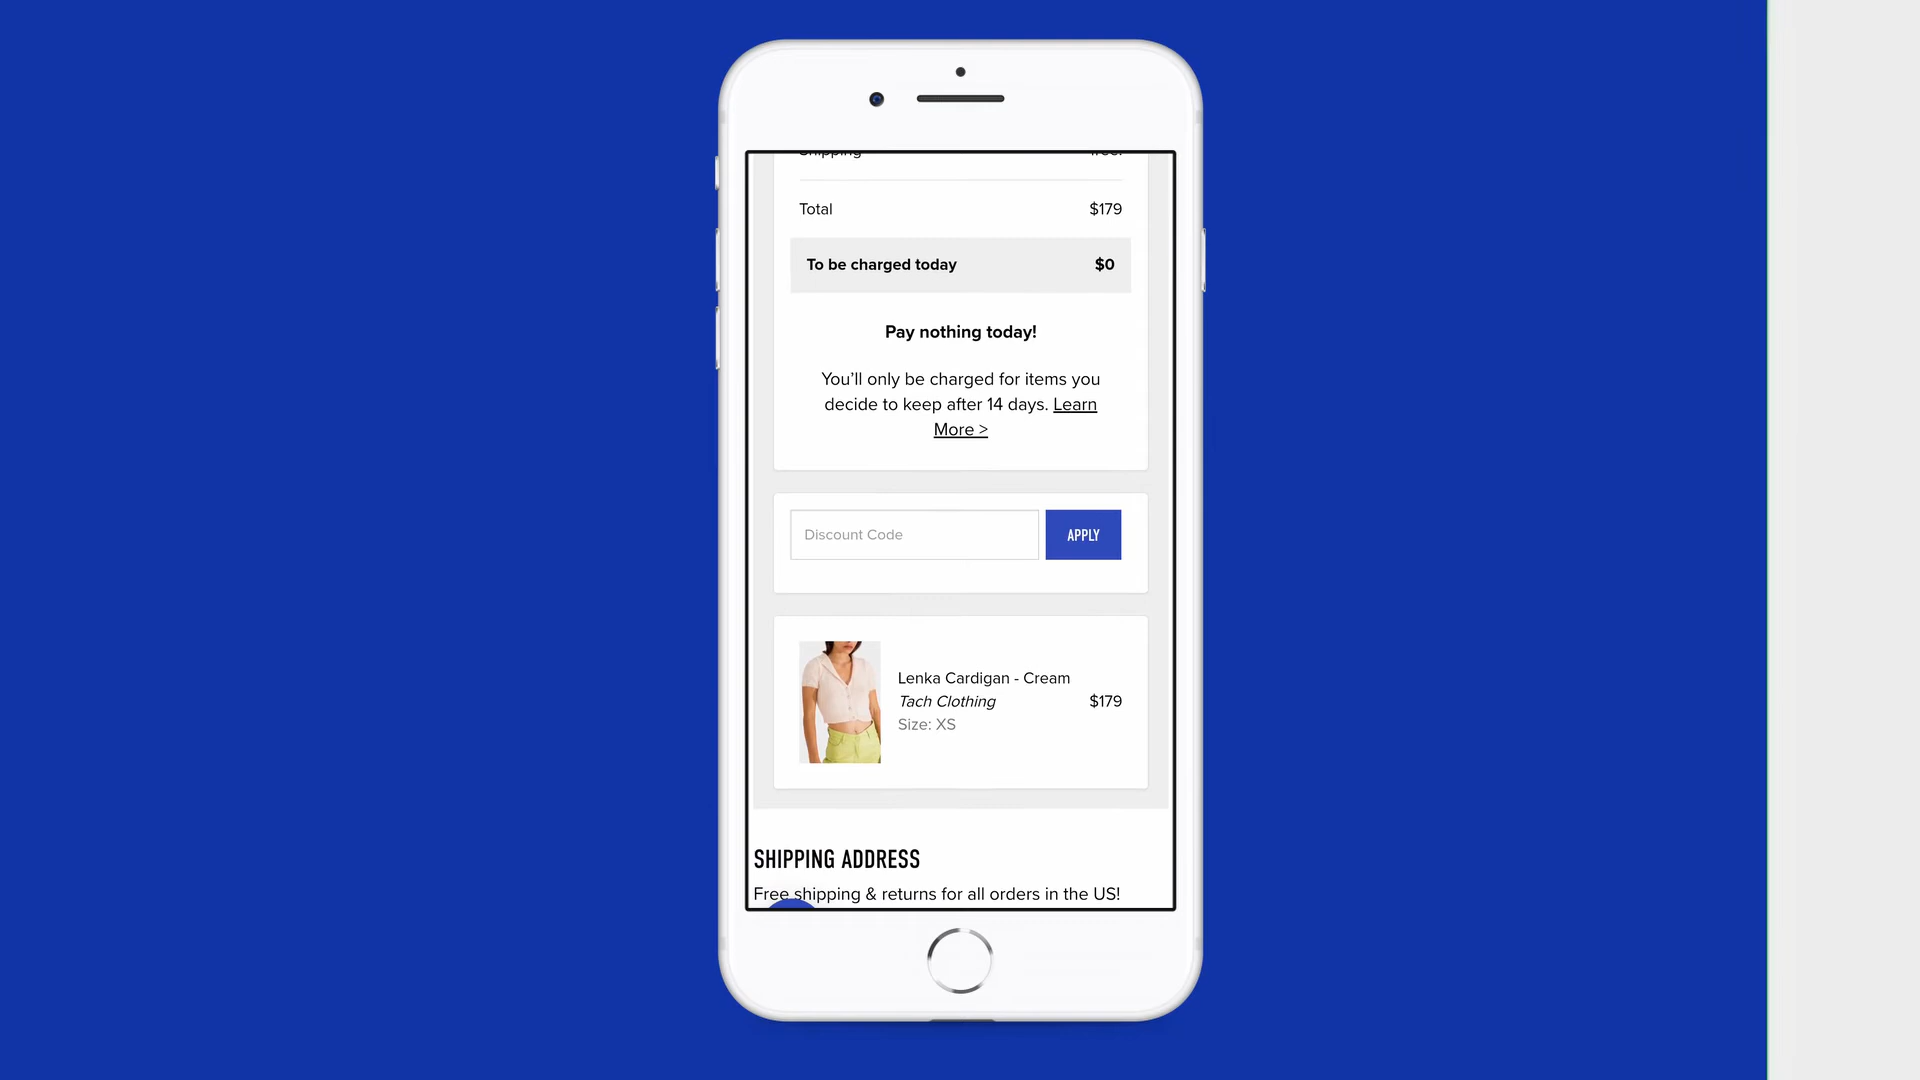 Shipping free!
Total $179
To be charged today $0
Pay nothing today!
You’ll only be charged for items you
decide to keep after 14 days. Learn
More >
Discount Code APPLY
Lenka Cardigan - Cream
Tach Clothing $179
Size: XS
SHIPPING ADDRESS
Free shipping & returns for all orders in the US!